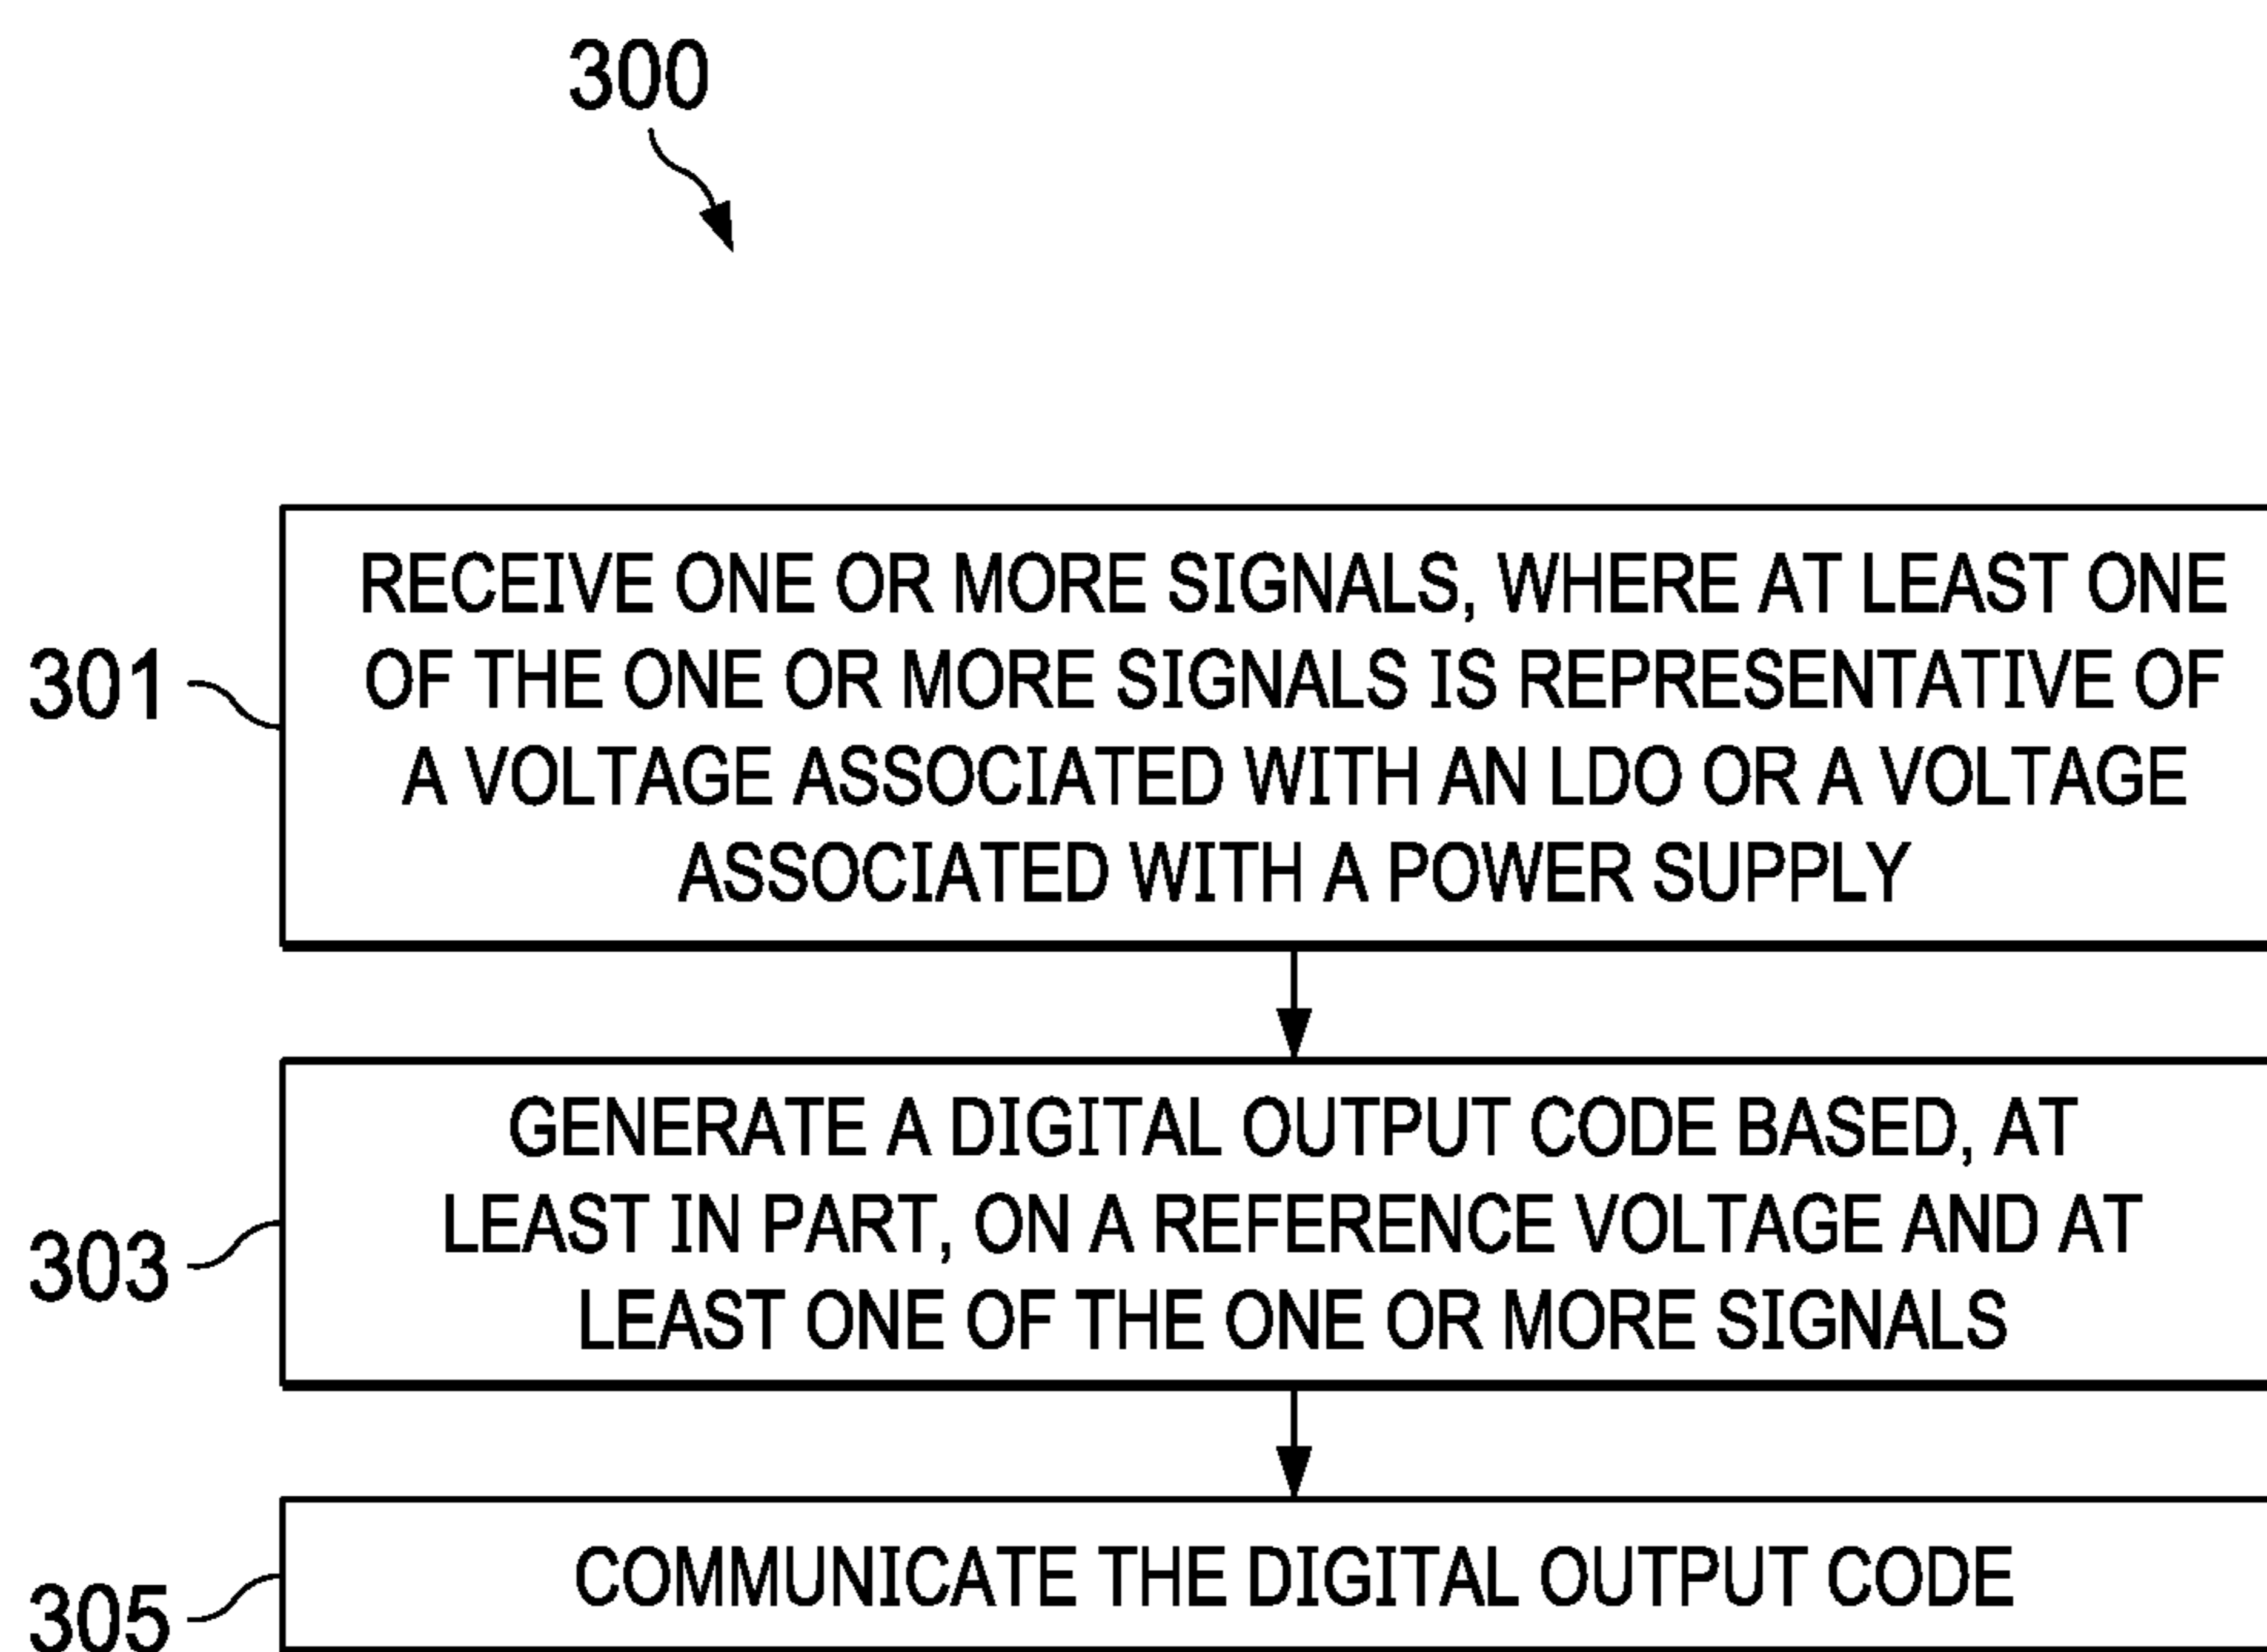 300
RECEIVE ONE OR MORE SIGNALS, WHERE AT LEAST ONE
OF THE ONE OR MORE SIGNALS IS REPRESENTATIVE OF
301
A VOLTAGE ASSOCIATED WITH AN LDO OR A VOLTAGE
ASSOCIATED WITH A POWER SUPPLY
GENERATE A DIGITAL OUTPUT CODE BASED, AT
LEAST IN PART, ON A REFERENCE VOLTAGE AND AT
303
LEAST ONE OF THE ONE OR MORE SIGNALS
COMMUNICATE THE DIGITAL OUTPUT CODE
305